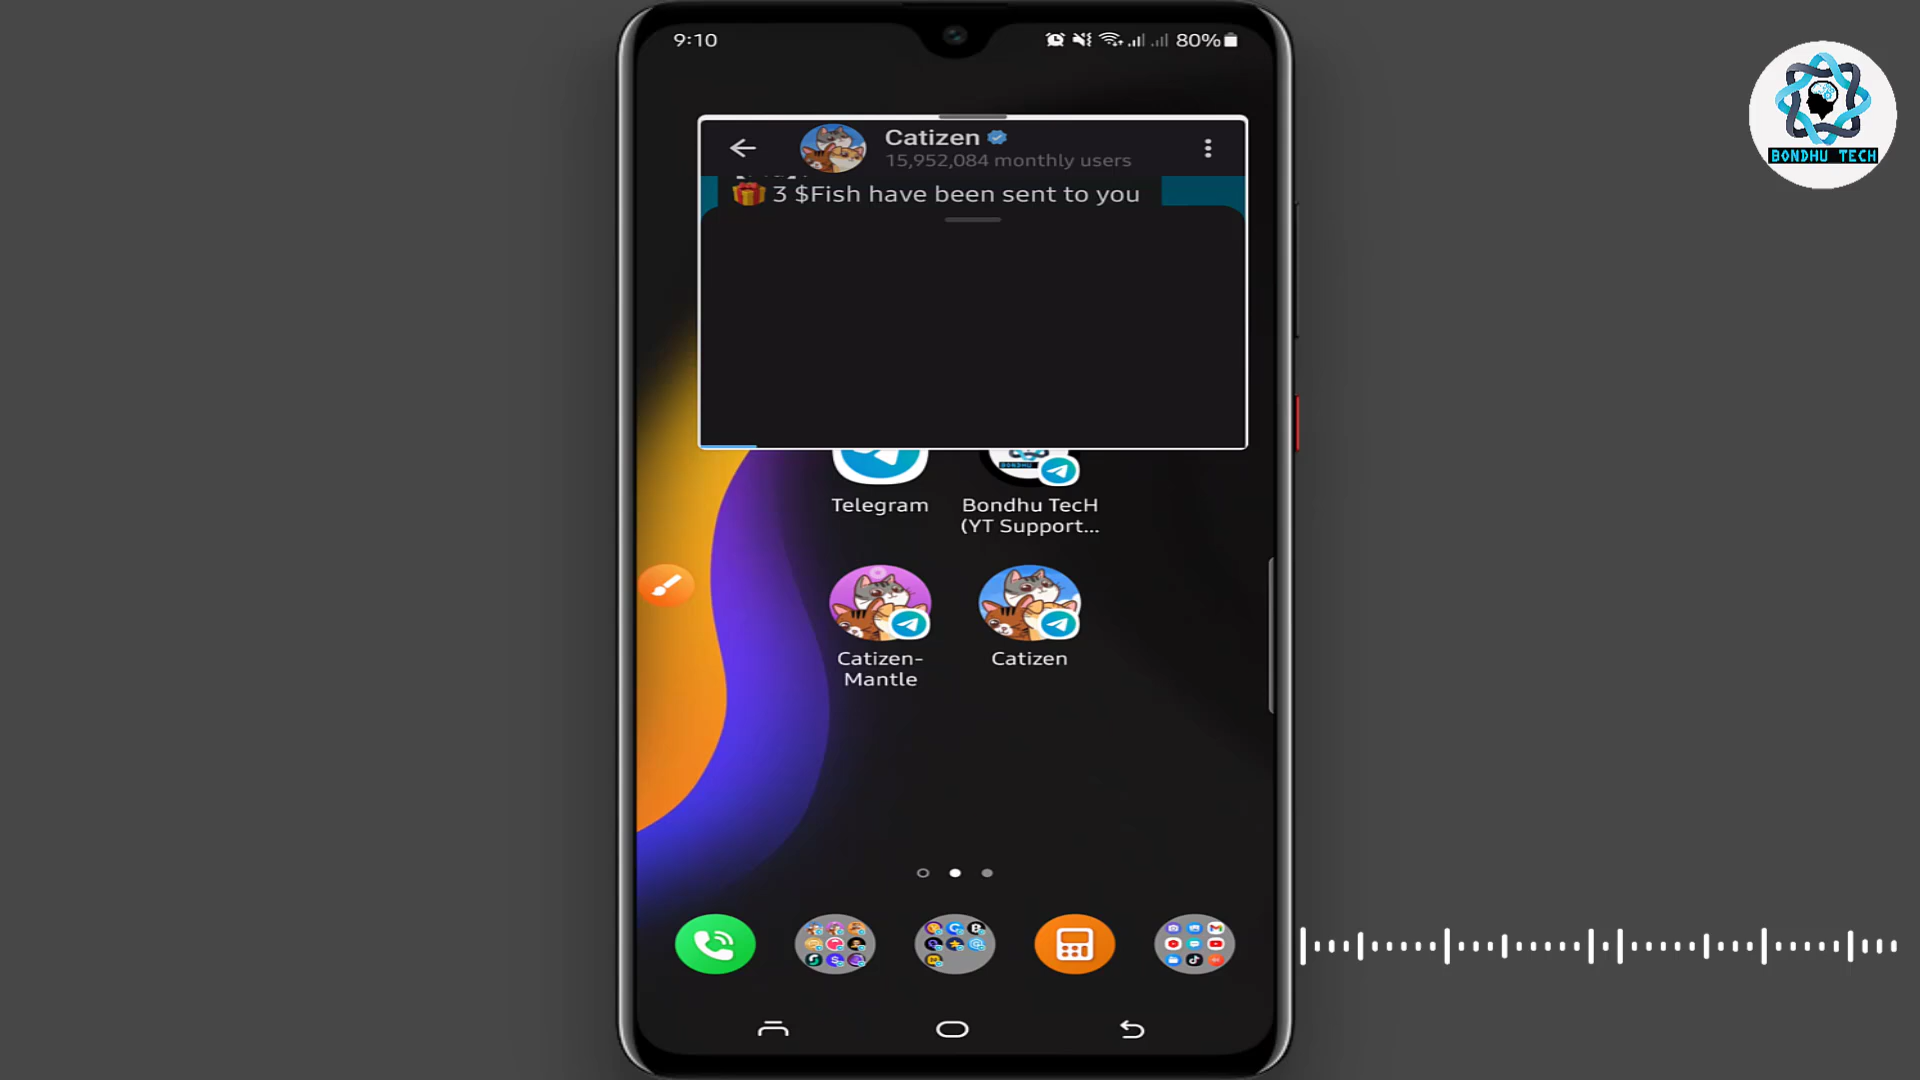 9:10
80%
Catizen
15,952,084 monthly users
3 $Fish have been sent to you
BONDHU TECH
Telegram
Bondhu TecH
(YT Support...
Catizen-
Mantle
Catizen